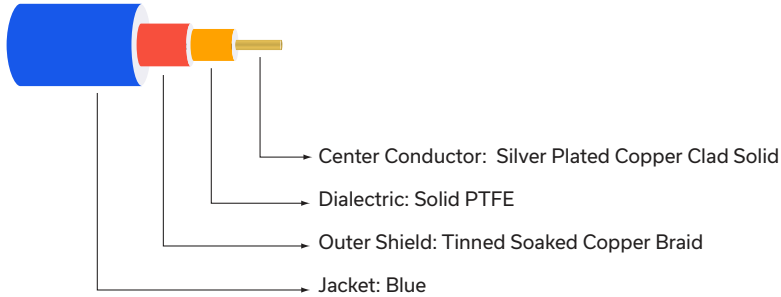 Center Conductor: Silver Plated Copper Clad Solid
Dialectric: Solid PTFE
Outer Shield: Tinned Soaked Copper Braid
Jacket: Blue